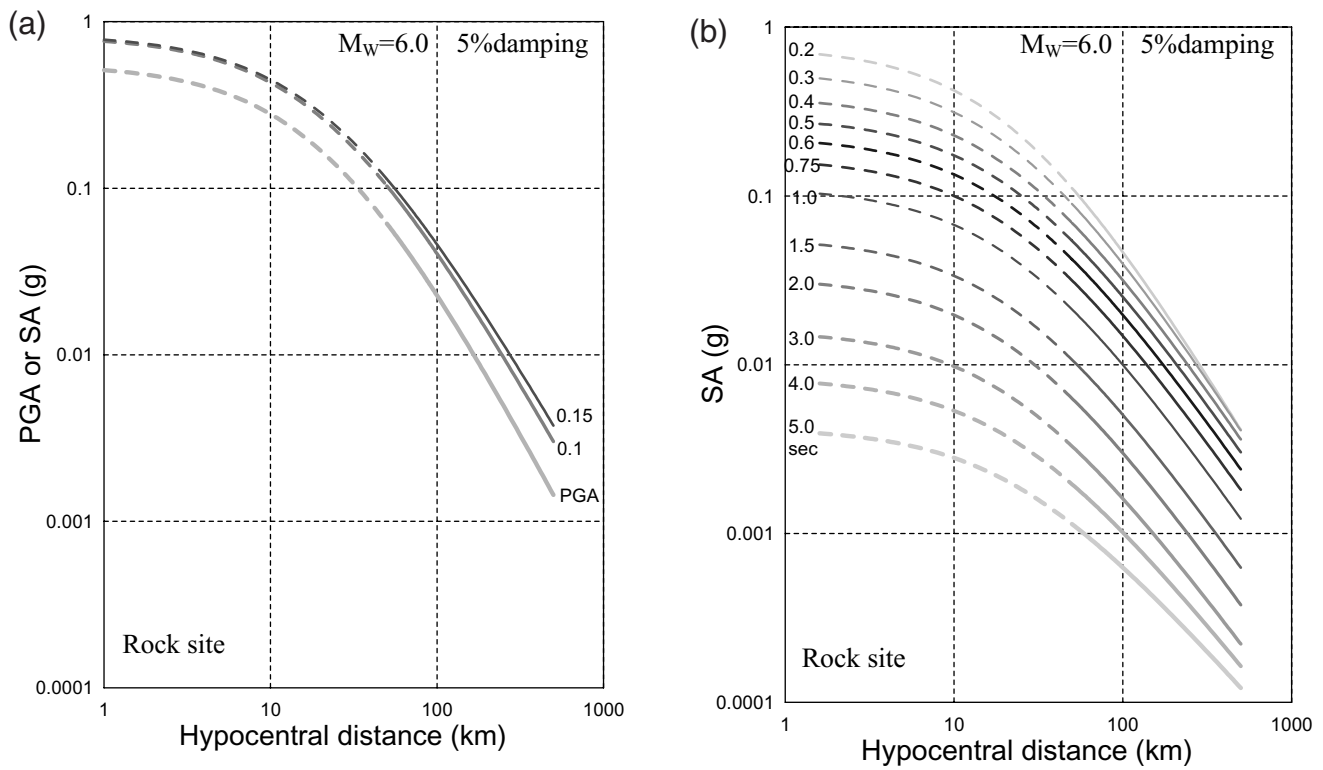 (a)
M_W=6.0
5%damping
1
0.1
0.01
0.001
0.0001
PGA or SA (g)
0.15
0.1
PGA
Rock site
1
10
100
1000
Hypocentral distance (km)
(b)
M_W=6.0
5%damping
1
0.1
0.01
0.001
0.0001
SA (g)
0.2
0.3
0.4
0.5
0.6
0.75
1.0
1.5
2.0
3.0
4.0
5.0
sec
Rock site
1
10
100
1000
Hypocentral distance (km)